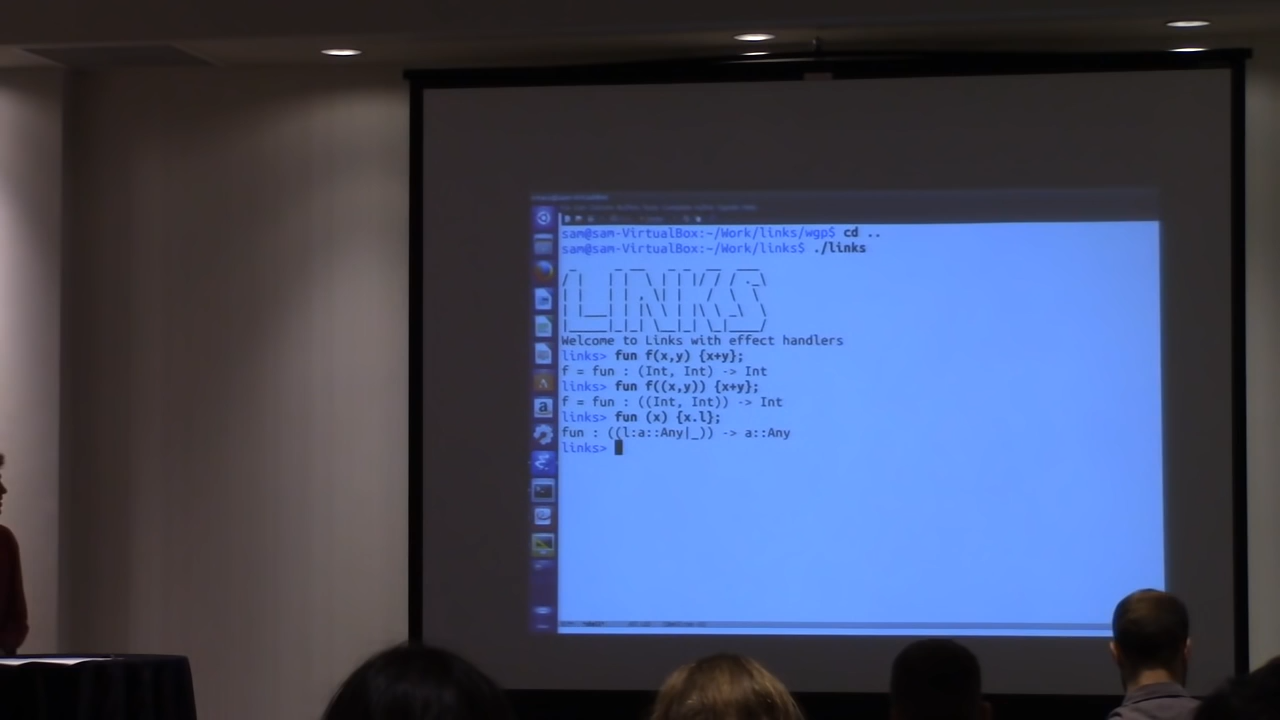 sam@sam-VirtualBox:~/Work/links/wgp$ cd ..
sam@sam-VirtualBox:~/Work/links$ ./links
LINKS
Welcome to Links with effect handlers
links> fun f(x,y) {x+y};
f = fun : (Int, Int) -> Int
links> fun f((x,y)) {x+y};
f = fun : ((Int, Int)) -> Int
links> fun (x) {x.l};
fun : ((l:a::Any|_)) -> a::Any
links>